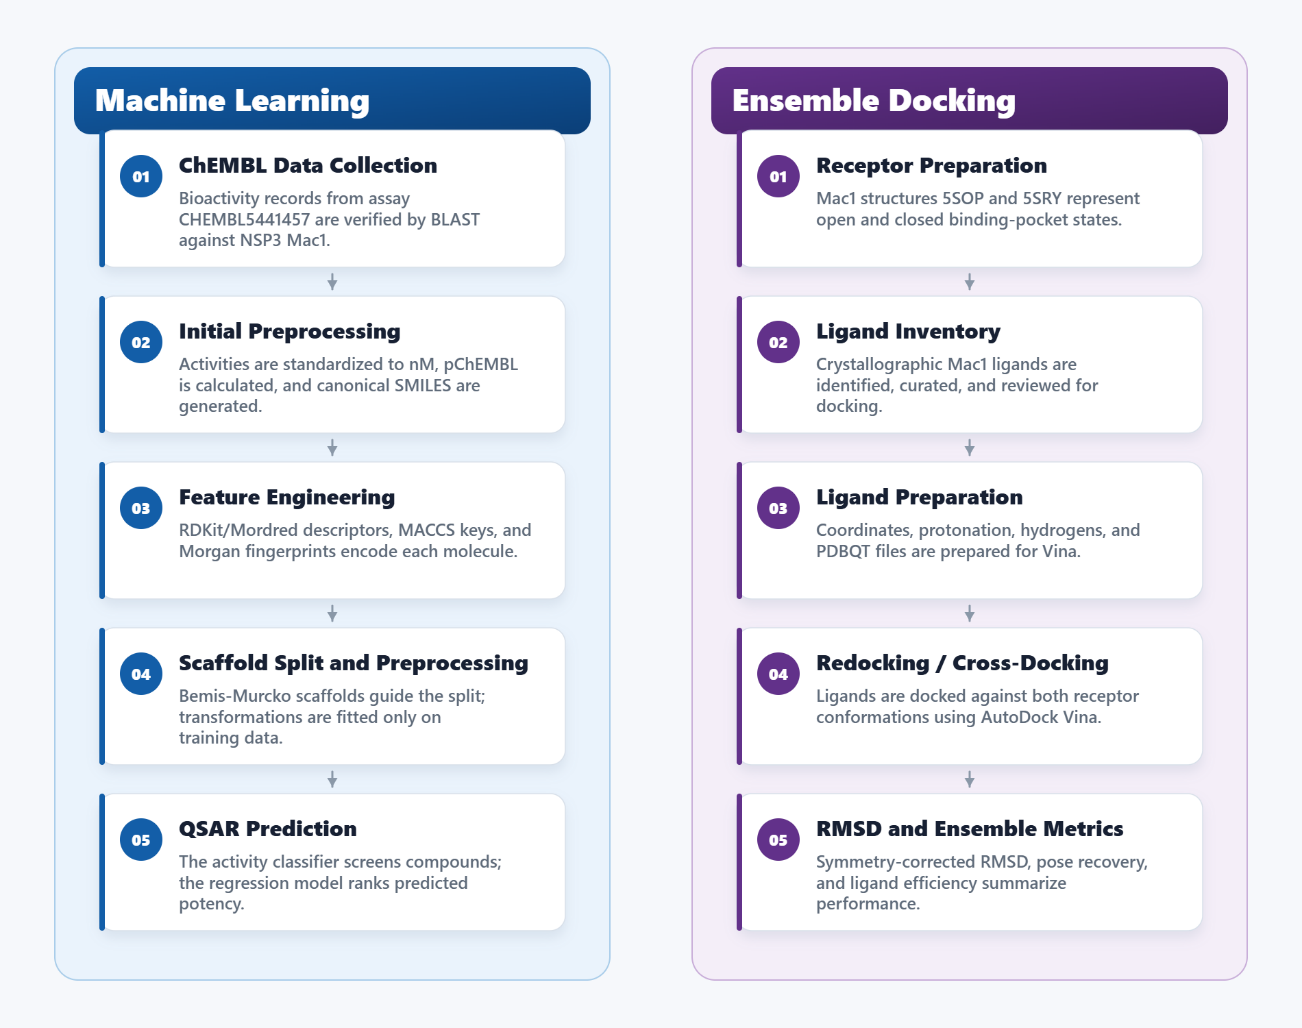 Machine Learning
01
ChEMBL Data Collection
Bioactivity records from assay
CHEMBL5441457 are verified by BLAST
against NSP3 Mac1.
02
Initial Preprocessing
Activities are standardized to nM, pChEMBL
is calculated, and canonical SMILES are
generated.
03
Feature Engineering
RDKit/Mordred descriptors, MACCS keys, and
Morgan fingerprints encode each molecule.
04
Scaffold Split and Preprocessing
Bemis-Murcko scaffolds guide the split;
transformations are fitted only on
training data.
05
QSAR Prediction
The activity classifier screens compounds;
the regression model ranks predicted
potency.
Ensemble Docking
01
Receptor Preparation
Mac1 structures 5SOP and 5SRY represent
open and closed binding-pocket states.
02
Ligand Inventory
Crystallographic Mac1 ligands are
identified, curated, and reviewed for
docking.
03
Ligand Preparation
Coordinates, protonation, hydrogens, and
PDBQT files are prepared for Vina.
04
Redocking / Cross-Docking
Ligands are docked against both receptor
conformations using AutoDock Vina.
05
RMSD and Ensemble Metrics
Symmetry-corrected RMSD, pose recovery,
and ligand efficiency summarize
performance.